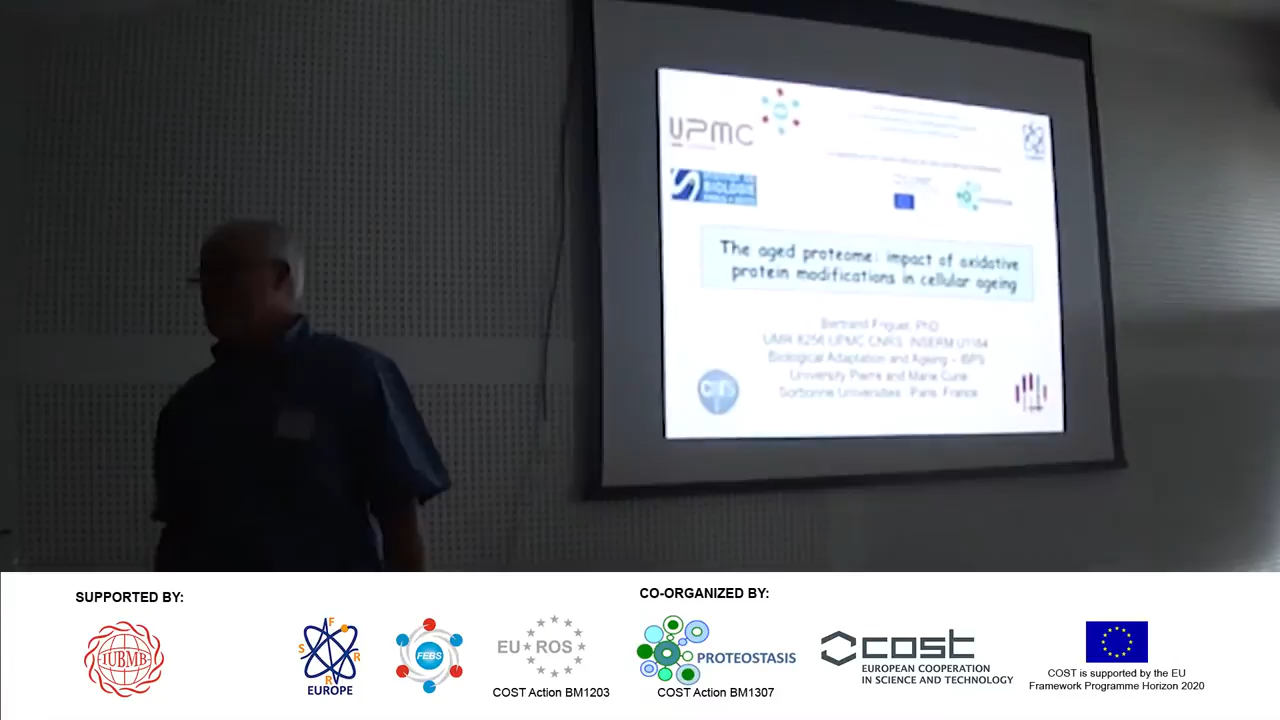 UPMC
BIOLOGIE
The aged proteome: impact of oxidative
protein modifications in cellular ageing
Bertrand Friguet, PhD
UMR 8256 UPMC CNRS, INSERM U1164
Biological Adaptation and Ageing - IBPS
University Pierre and Marie Curie
Sorbonne Universities Paris France
SUPPORTED BY:
CO-ORGANIZED BY:
IUBMB
S F R R
EUROPE
FEBS
EU ROS
COST Action BM1203
PROTEOSTASIS
COST Action BM1307
cost
EUROPEAN COOPERATION
IN SCIENCE AND TECHNOLOGY
COST is supported by the EU
Framework Programme Horizon 2020